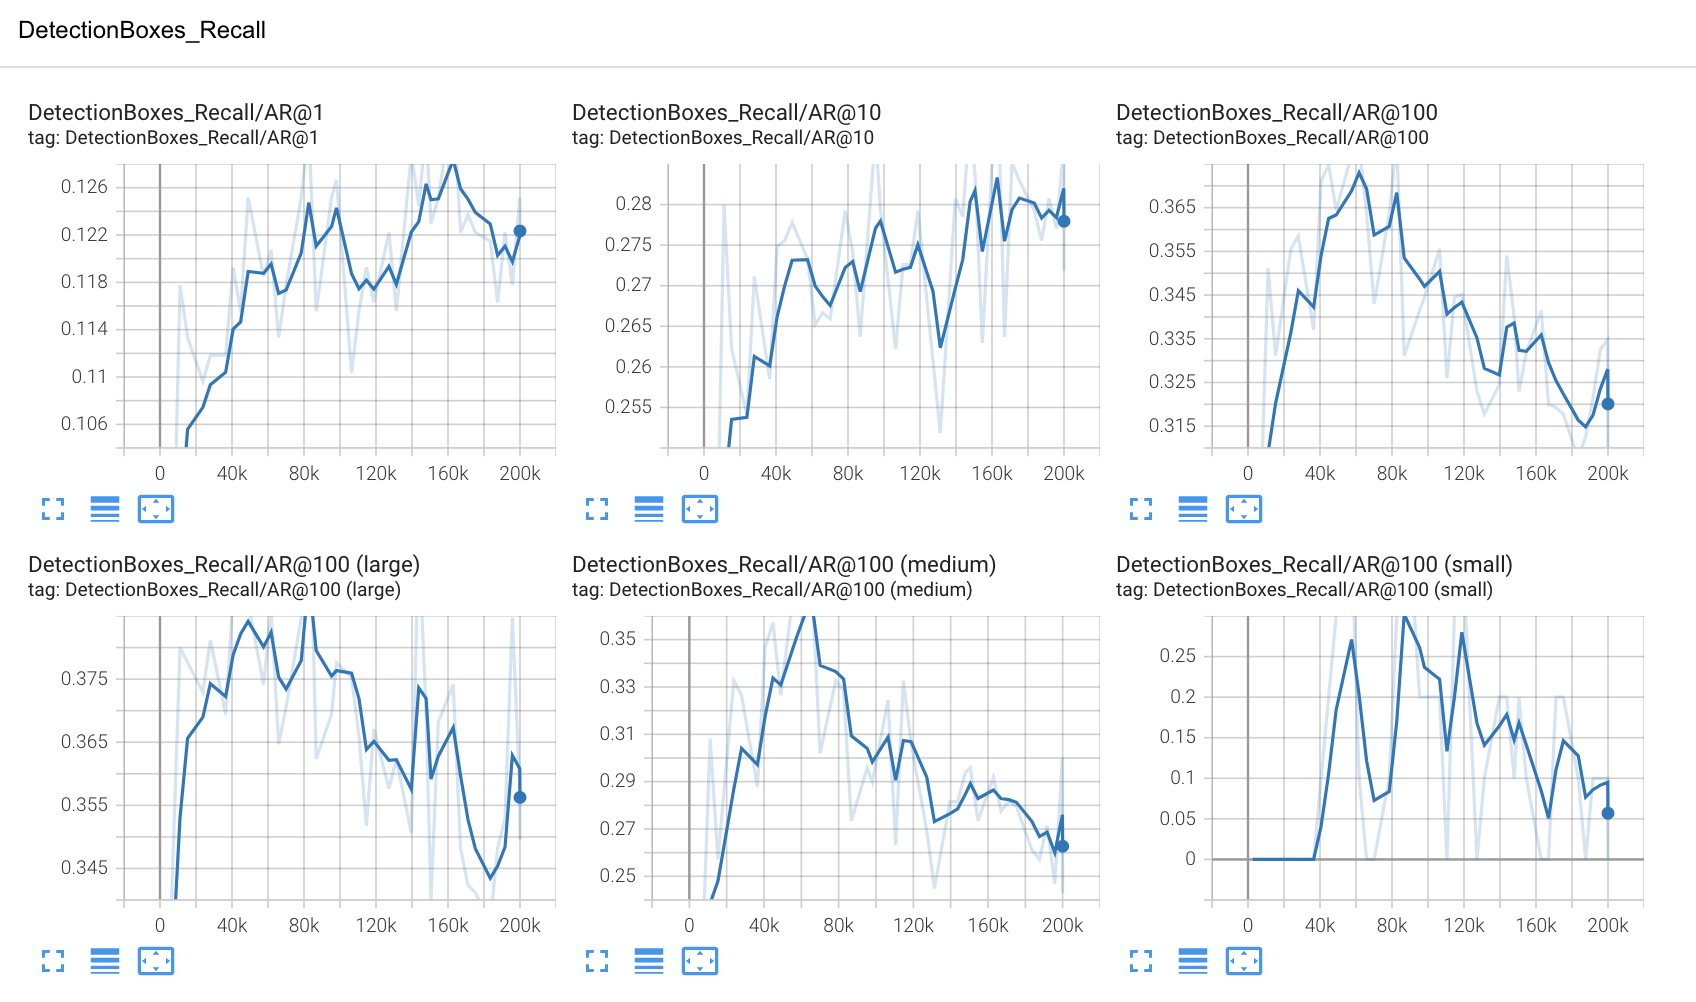 DetectionBoxes_Recall
DetectionBoxes_Recall/AR@1
tag: DetectionBoxes_Recall/AR@1
0.126
0.122
0.118
0.114
0.11
0.106
0 40k 80k 120k 160k 200k
DetectionBoxes_Recall/AR@10
tag: DetectionBoxes_Recall/AR@10
0.28
0.275
0.27
0.265
0.26
0.255
0 40k 80k 120k 160k 200k
DetectionBoxes_Recall/AR@100
tag: DetectionBoxes_Recall/AR@100
0.365
0.355
0.345
0.335
0.325
0.315
0 40k 80k 120k 160k 200k
DetectionBoxes_Recall/AR@100 (large)
tag: DetectionBoxes_Recall/AR@100 (large)
0.375
0.365
0.355
0.345
0 40k 80k 120k 160k 200k
DetectionBoxes_Recall/AR@100 (medium)
tag: DetectionBoxes_Recall/AR@100 (medium)
0.35
0.33
0.31
0.29
0.27
0.25
0 40k 80k 120k 160k 200k
DetectionBoxes_Recall/AR@100 (small)
tag: DetectionBoxes_Recall/AR@100 (small)
0.25
0.2
0.15
0.1
0.05
0
0 40k 80k 120k 160k 200k